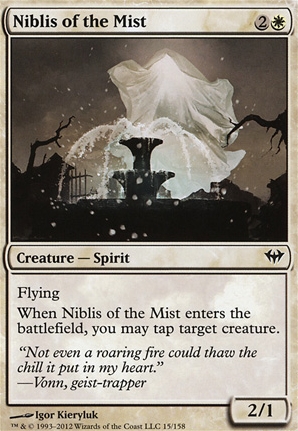 Niblis of the Mist 2
Creature — Spirit
Flying
When Niblis of the Mist enters the
battlefield, you may tap target creature.
"Not even a roaring fire could thaw the
chill it put in my heart."
—Vonn, geist-trapper
2/1
Igor Kieryluk
™ & © 1993–2012 Wizards of the Coast LLC 15/158